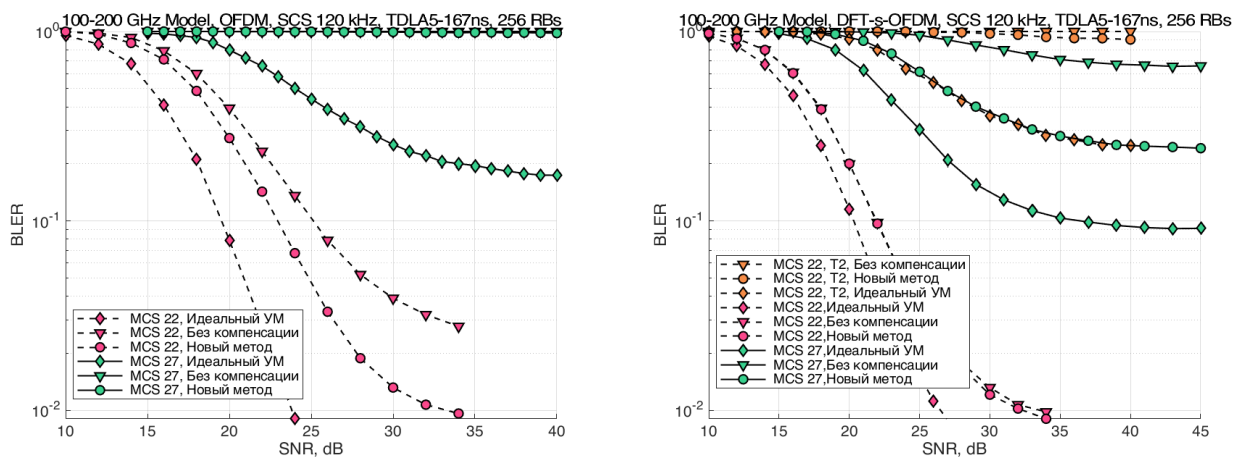 100-200 GHz Model, OFDM, SCS 120 kHz, TDLA5-167ns, 256 RBs
10^0
10^-1
10^-2
BLER
MCS 22, Идеальный УМ
MCS 22, Без компенсации
MCS 22, Новый метод
MCS 27, Идеальный УМ
MCS 27, Без компенсации
MCS 27, Новый метод
10 15 20 25 30 35 40
SNR, dB
100-200 GHz Model, DFT-s-OFDM, SCS 120 kHz, TDLA5-167ns, 256 RBs
10^0
10^-1
10^-2
BLER
MCS 22, T2, Без компенсации
MCS 22, T2, Новый метод
MCS 22, T2, Идеальный УМ
MCS 22,Идеальный УМ
MCS 22,Без компенсации
MCS 22,Новый метод
MCS 27,Идеальный УМ
MCS 27,Без компенсации
MCS 27,Новый метод
10 15 20 25 30 35 40 45
SNR, dB